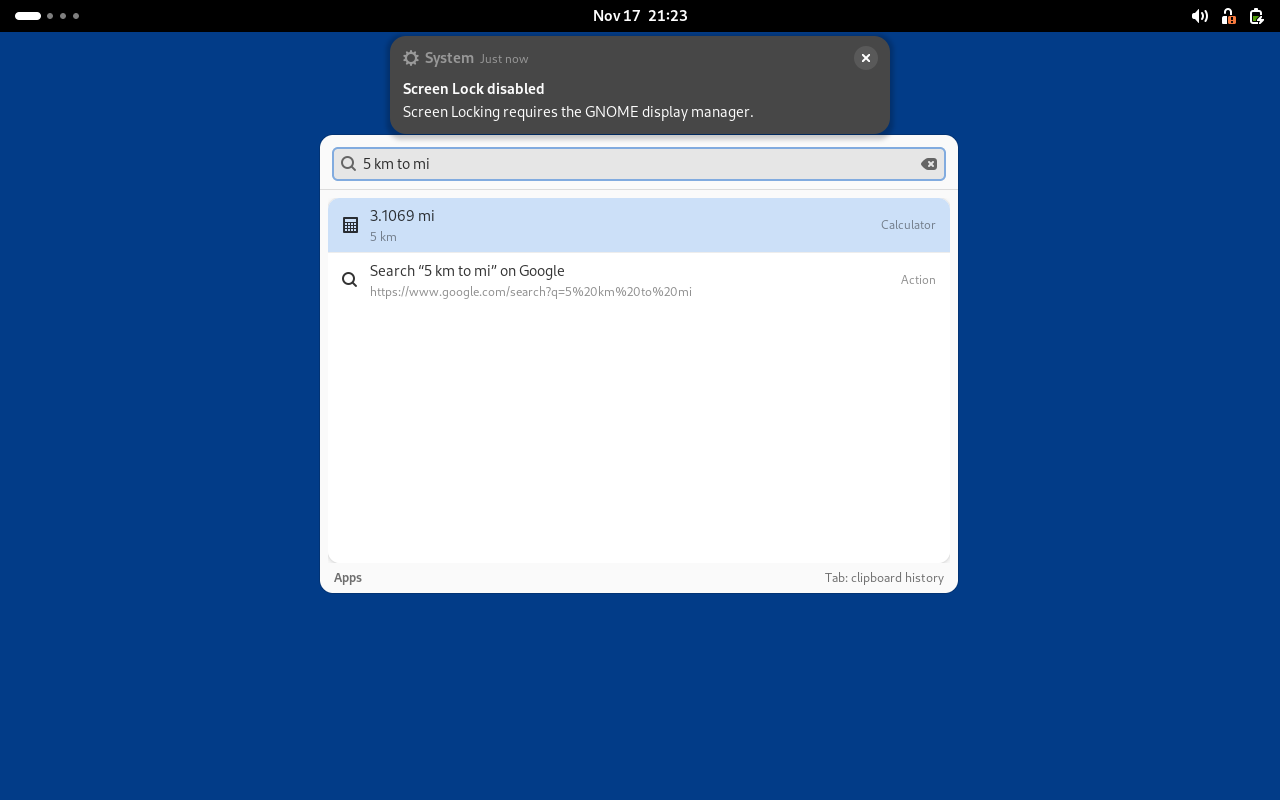 Nov 17 21:23
System Just now
Screen Lock disabled
Screen Locking requires the GNOME display manager.
5 km to mi
3.1069 mi
5 km
Calculator
Search “5 km to mi” on Google
https://www.google.com/search?q=5%20km%20to%20mi
Action
Apps
Tab: clipboard history